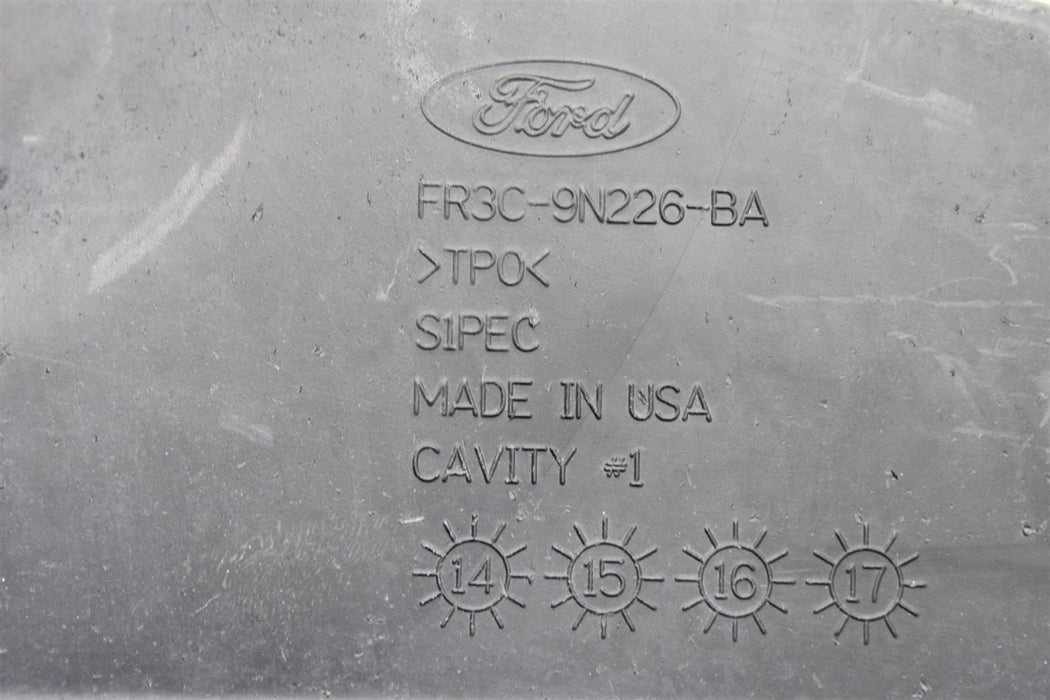 Ford
FR3C-9N226-BA
>TPO<
S1PEC
MADE IN USA
CAVITY #1
14 15 16 17